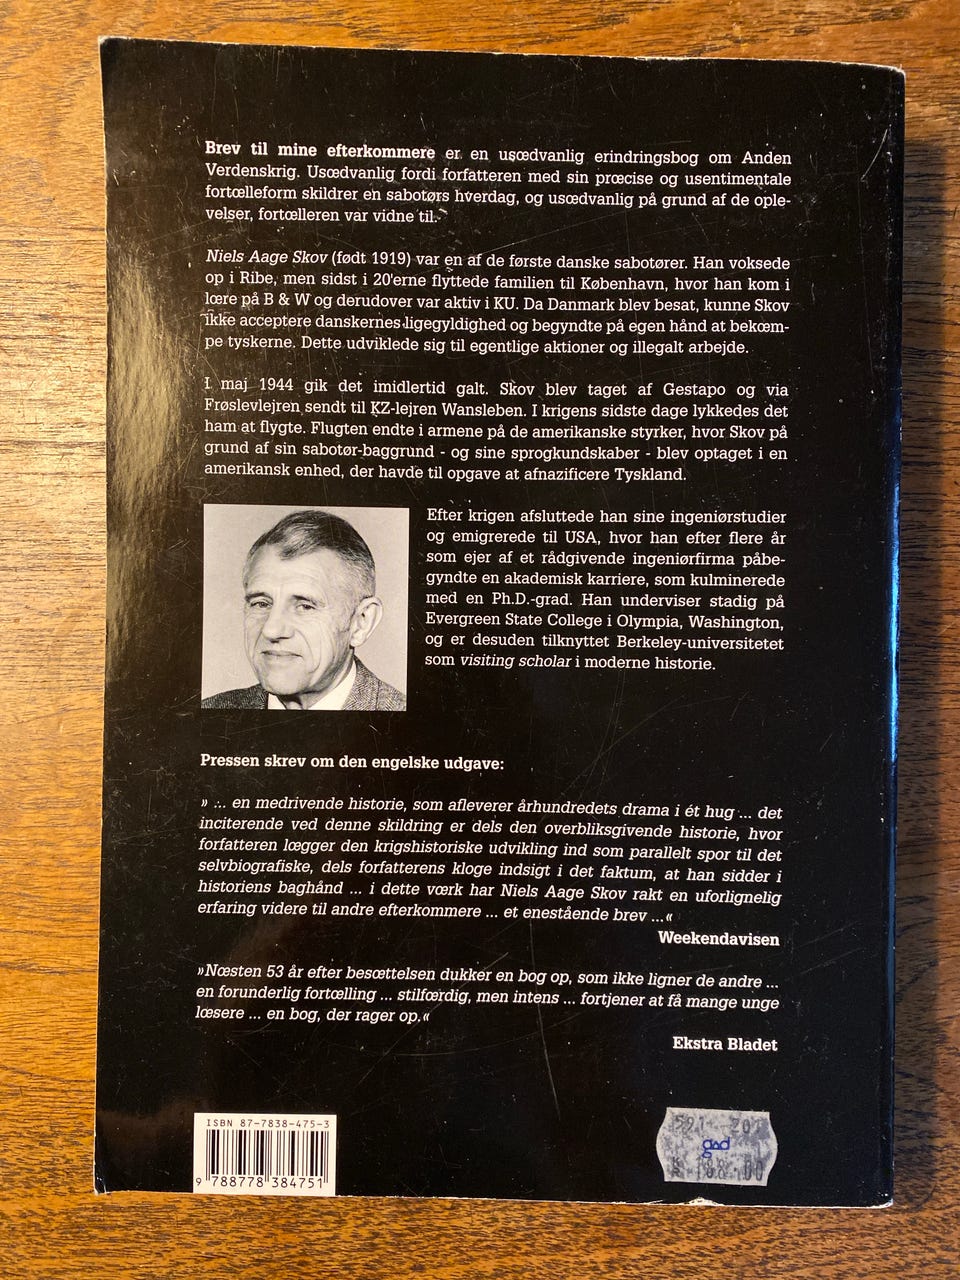 Brev til mine efterkommere er en usædvanlig erindringsbog om Anden
Verdenskrig. Usædvanlig fordi forfatteren med sin præcise og usentimentale
fortælleform skildrer en sabotørs hverdag, og usædvanlig på grund af de ople-
velser, fortælleren var vidne til.
Niels Aage Skov (født 1919) var en af de første danske sabotører. Han voksede
op i Ribe, men sidst i 20'erne flyttede familien til København, hvor han kom i
lære på B & W og derudover var aktiv i KU. Da Danmark blev besat, kunne Skov
ikke acceptere danskernes ligegyldighed og begyndte på egen hånd at bekæm-
pe tyskerne. Dette udviklede sig til egentlige aktioner og illegalt arbejde.
I maj 1944 gik det imidlertid galt. Skov blev taget af Gestapo og via
Frøslevlejren sendt til KZ-lejren Wansleben. I krigens sidste dage lykkedes det
ham at flygte. Flugten endte i armene på de amerikanske styrker, hvor Skov på
grund af sin sabotør-baggrund - og sine sprogkundskaber - blev optaget i en
amerikansk enhed, der havde til opgave at afnazificere Tyskland.
Efter krigen afsluttede han sine ingeniørstudier
og emigrerede til USA, hvor han efter flere år
som ejer af et rådgivende ingeniørfirma påbe-
gyndte en akademisk karriere, som kulminerede
med en Ph.D.-grad. Han underviser stadig på
Evergreen State College i Olympia, Washington,
og er desuden tilknyttet Berkeley-universitetet
som visiting scholar i moderne historie.
Pressen skrev om den engelske udgave:
» ... en medrivende historie, som afleverer århundredets drama i ét hug ... det
inciterende ved denne skildring er dels den overbliksgivende historie, hvor
forfatteren lægger den krigshistoriske udvikling ind som parallelt spor til det
selvbiografiske, dels forfatterens kloge indsigt i det faktum, at han sidder i
historiens baghånd ... i dette værk har Niels Aage Skov rakt en uforlignelig
erfaring videre til andre efterkommere ... et enestående brev ...«
Weekendavisen
»Næsten 53 år efter besættelsen dukker en bog op, som ikke ligner de andre ...
en forunderlig fortælling ... stilfærdig, men intens ... fortjener at få mange unge
læsere ... en bog, der rager op.«
Ekstra Bladet
ISBN 87-7838-475-3
9 788778 384751
gad